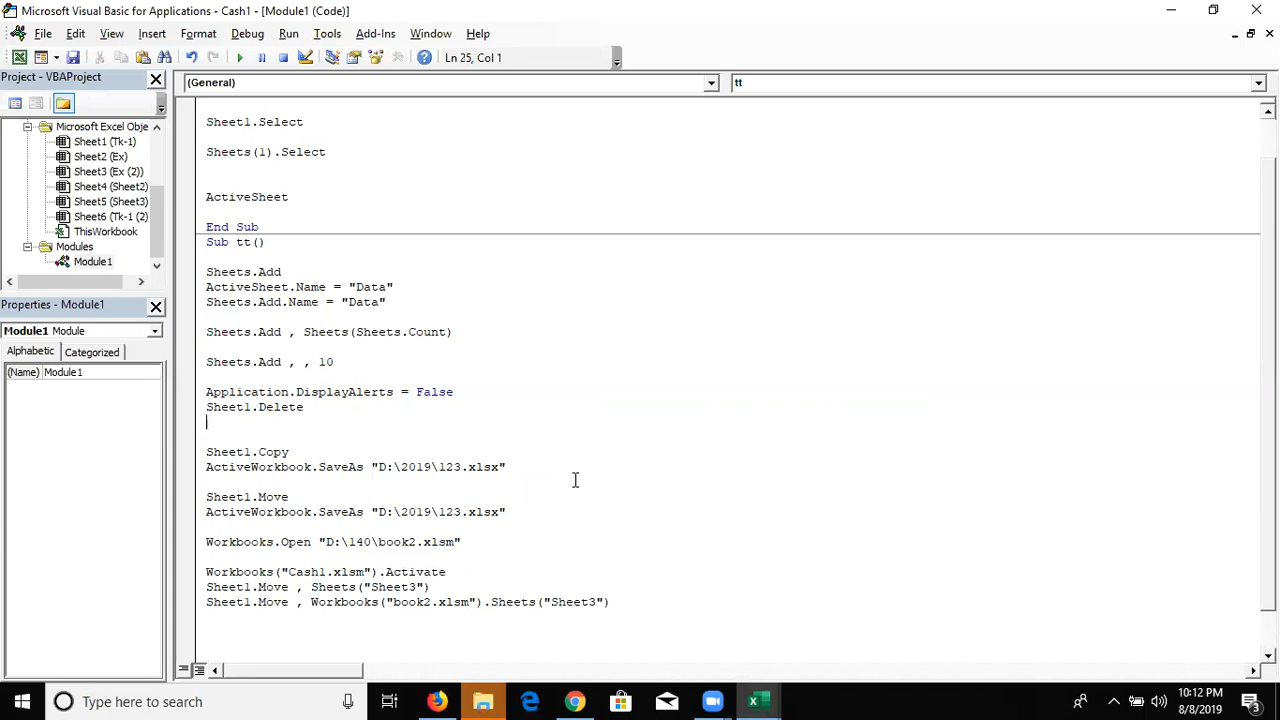 Microsoft Visual Basic for Applications - Cash1 - [Module1 (Code)]
File Edit View Insert Format Debug Run Tools Add-Ins Window Help
Ln 25, Col 1
Project - VBAProject
(General)
tt
Microsoft Excel Obje
Sheet1 (Tk-1)
Sheet2 (Ex)
Sheet3 (Ex (2))
Sheet4 (Sheet2)
Sheet5 (Sheet3)
Sheet6 (Tk-1 (2)
ThisWorkbook
Modules
Module1
Properties - Module1
Module1 Module
Alphabetic Categorized
(Name) Module1
Sheet1.Select
Sheets(1).Select
ActiveSheet
End Sub
Sub tt()
Sheets.Add
ActiveSheet.Name = "Data"
Sheets.Add.Name = "Data"
Sheets.Add , Sheets(Sheets.Count)
Sheets.Add , , 10
Application.DisplayAlerts = False
Sheet1.Delete
Sheet1.Copy
ActiveWorkbook.SaveAs "D:\2019\123.xlsx"
Sheet1.Move
ActiveWorkbook.SaveAs "D:\2019\123.xlsx"
Workbooks.Open "D:\140\book2.xlsm"
Workbooks("Cash1.xlsm").Activate
Sheet1.Move , Sheets("Sheet3")
Sheet1.Move , Workbooks("book2.xlsm").Sheets("Sheet3")
Type here to search
10:12 PM
8/8/2019
3